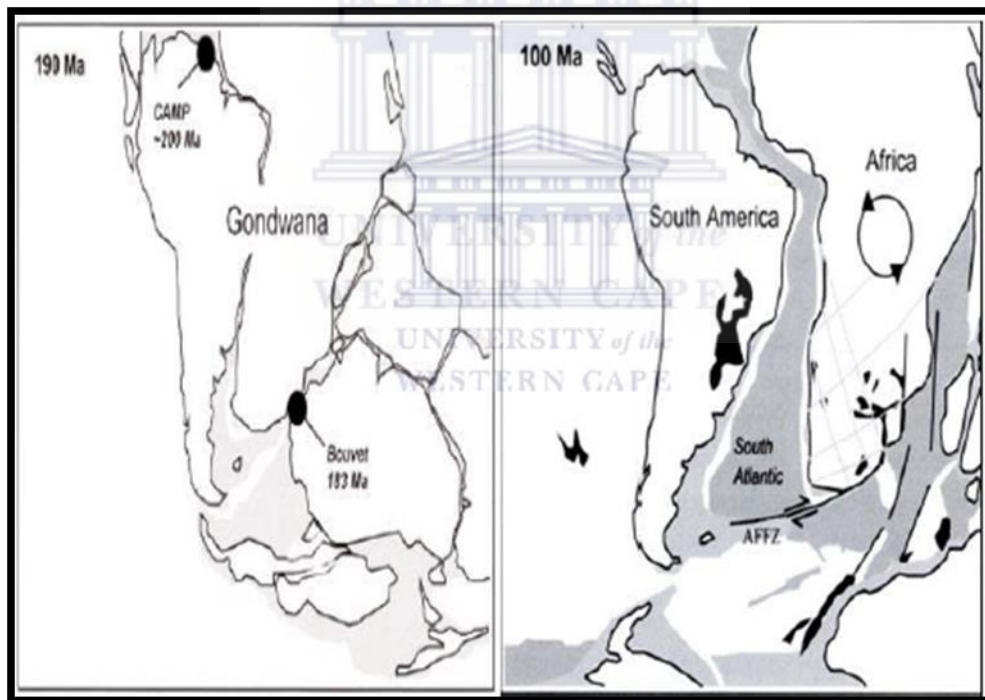 190 Ma
CAMP
~200 Ma
Gondwana
Bouvet
183 Ma
100 Ma
Africa
South America
South
Atlantic
AFFZ
UNIVERSITY of the
WESTERN CAPE
UNIVERSITY of the
WESTERN CAPE